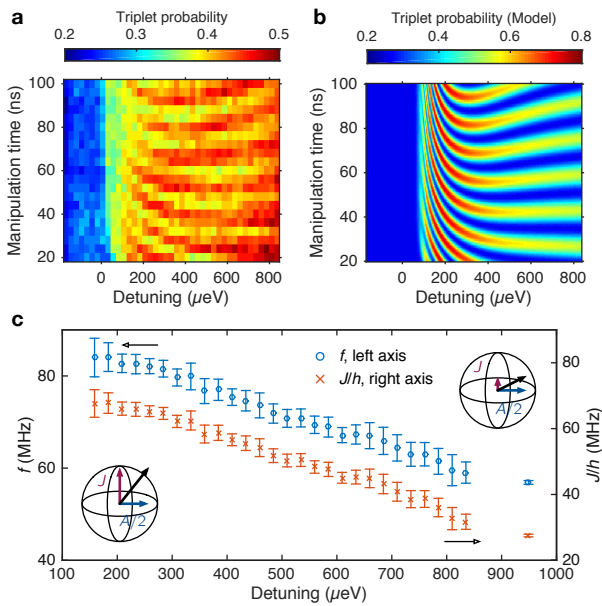 a
Triplet probability
0.2 0.3 0.4 0.5
Manipulation time (ns)
100
80
60
40
20
0 200 400 600 800
Detuning (μeV)
b
Triplet probability (Model)
0.2 0.4 0.6 0.8
Manipulation time (ns)
100
80
60
40
20
0 200 400 600 800
Detuning (μeV)
c
f, left axis
J/h, right axis
f (MHz)
80
60
40
J/h (MHz)
80
60
40
20
J
A/2
J
A/2
100 200 300 400 500 600 700 800 900 1000
Detuning (μeV)